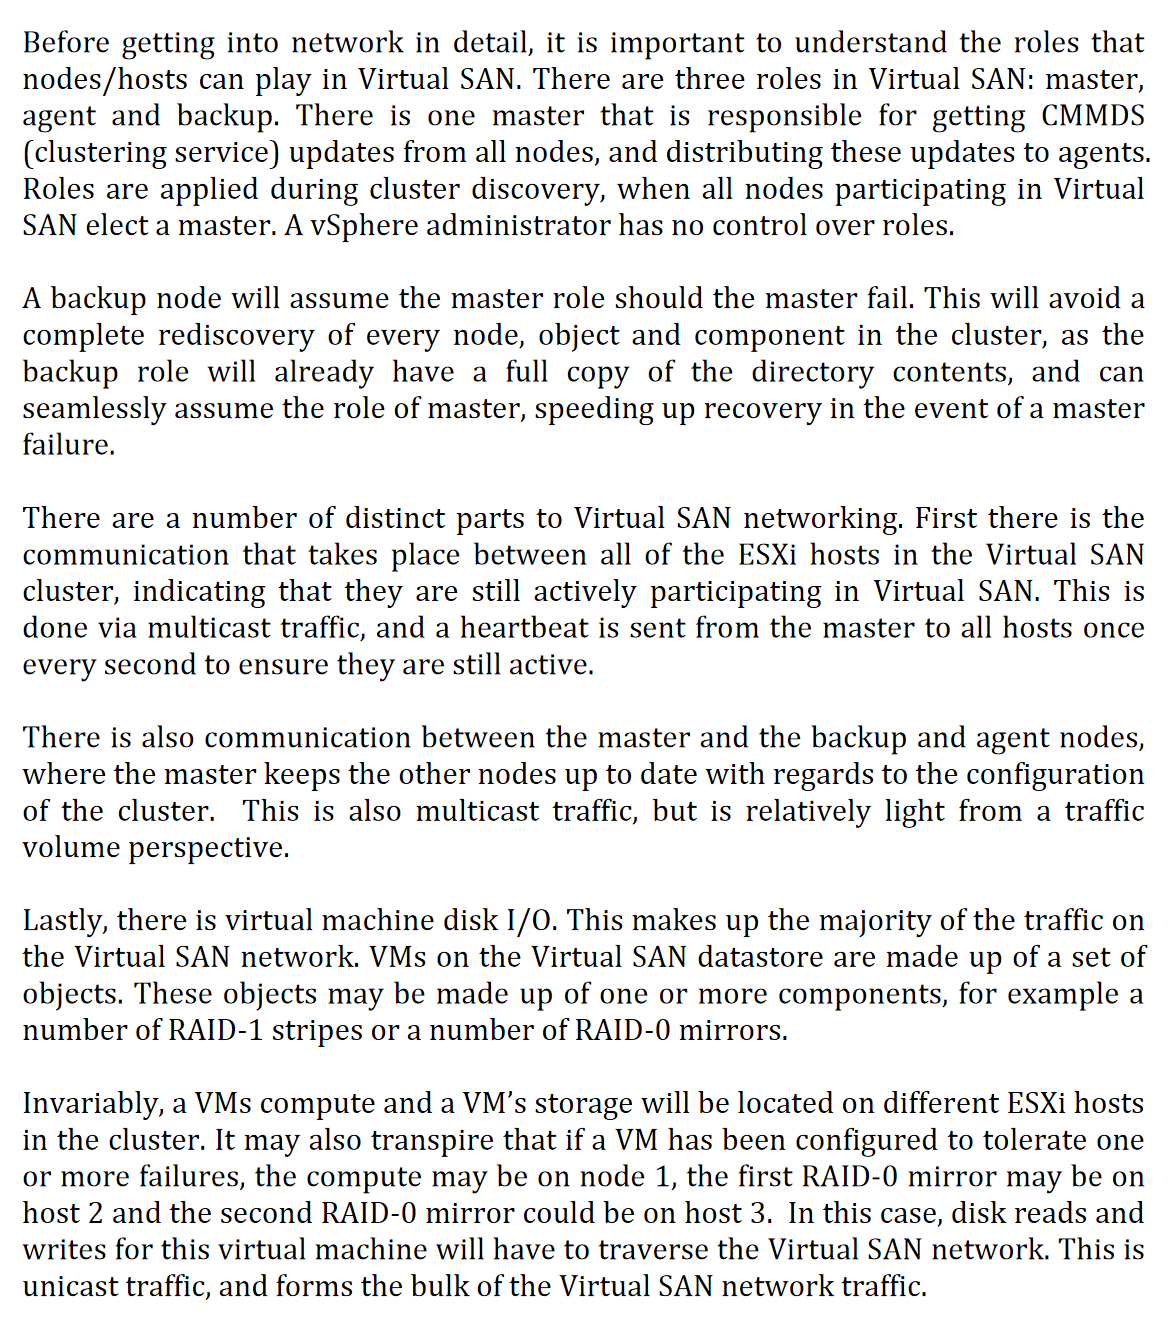 Before getting into network in detail, it is important to understand the roles that
nodes/hosts can play in Virtual SAN. There are three roles in Virtual SAN: master,
agent and backup. There is one master that is responsible for getting CMMDS
(clustering service) updates from all nodes, and distributing these updates to agents.
Roles are applied during cluster discovery, when all nodes participating in Virtual
SAN elect a master. A vSphere administrator has no control over roles.
A backup node will assume the master role should the master fail. This will avoid a
complete rediscovery of every node, object and component in the cluster, as the
backup role will already have a full copy of the directory contents, and can
seamlessly assume the role of master, speeding up recovery in the event of a master
failure.
There are a number of distinct parts to Virtual SAN networking. First there is the
communication that takes place between all of the ESXi hosts in the Virtual SAN
cluster, indicating that they are still actively participating in Virtual SAN. This is
done via multicast traffic, and a heartbeat is sent from the master to all hosts once
every second to ensure they are still active.
There is also communication between the master and the backup and agent nodes,
where the master keeps the other nodes up to date with regards to the configuration
of the cluster.  This is also multicast traffic, but is relatively light from a traffic
volume perspective.
Lastly, there is virtual machine disk I/O. This makes up the majority of the traffic on
the Virtual SAN network. VMs on the Virtual SAN datastore are made up of a set of
objects. These objects may be made up of one or more components, for example a
number of RAID-1 stripes or a number of RAID-0 mirrors.
Invariably, a VMs compute and a VM’s storage will be located on different ESXi hosts
in the cluster. It may also transpire that if a VM has been configured to tolerate one
or more failures, the compute may be on node 1, the first RAID-0 mirror may be on
host 2 and the second RAID-0 mirror could be on host 3.  In this case, disk reads and
writes for this virtual machine will have to traverse the Virtual SAN network. This is
unicast traffic, and forms the bulk of the Virtual SAN network traffic.